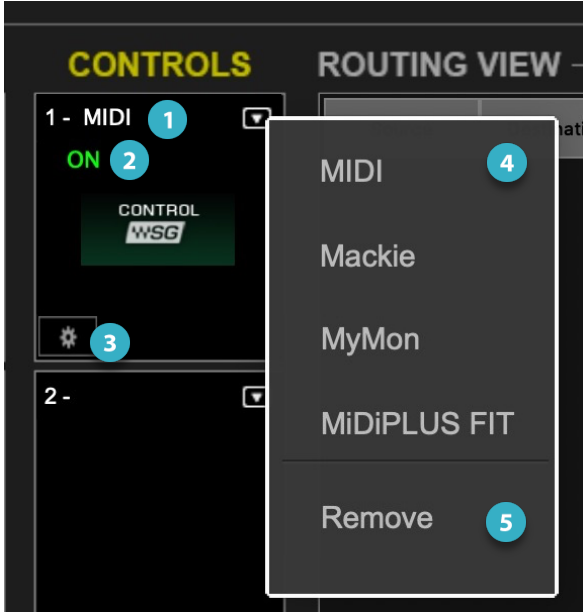 CONTROLS
ROUTING VIEW
1 - MIDI 1
ON 2
CONTROL
WSG
3
2 -
MIDI 4
Mackie
MyMon
MiDiPLUS FIT
Remove 5